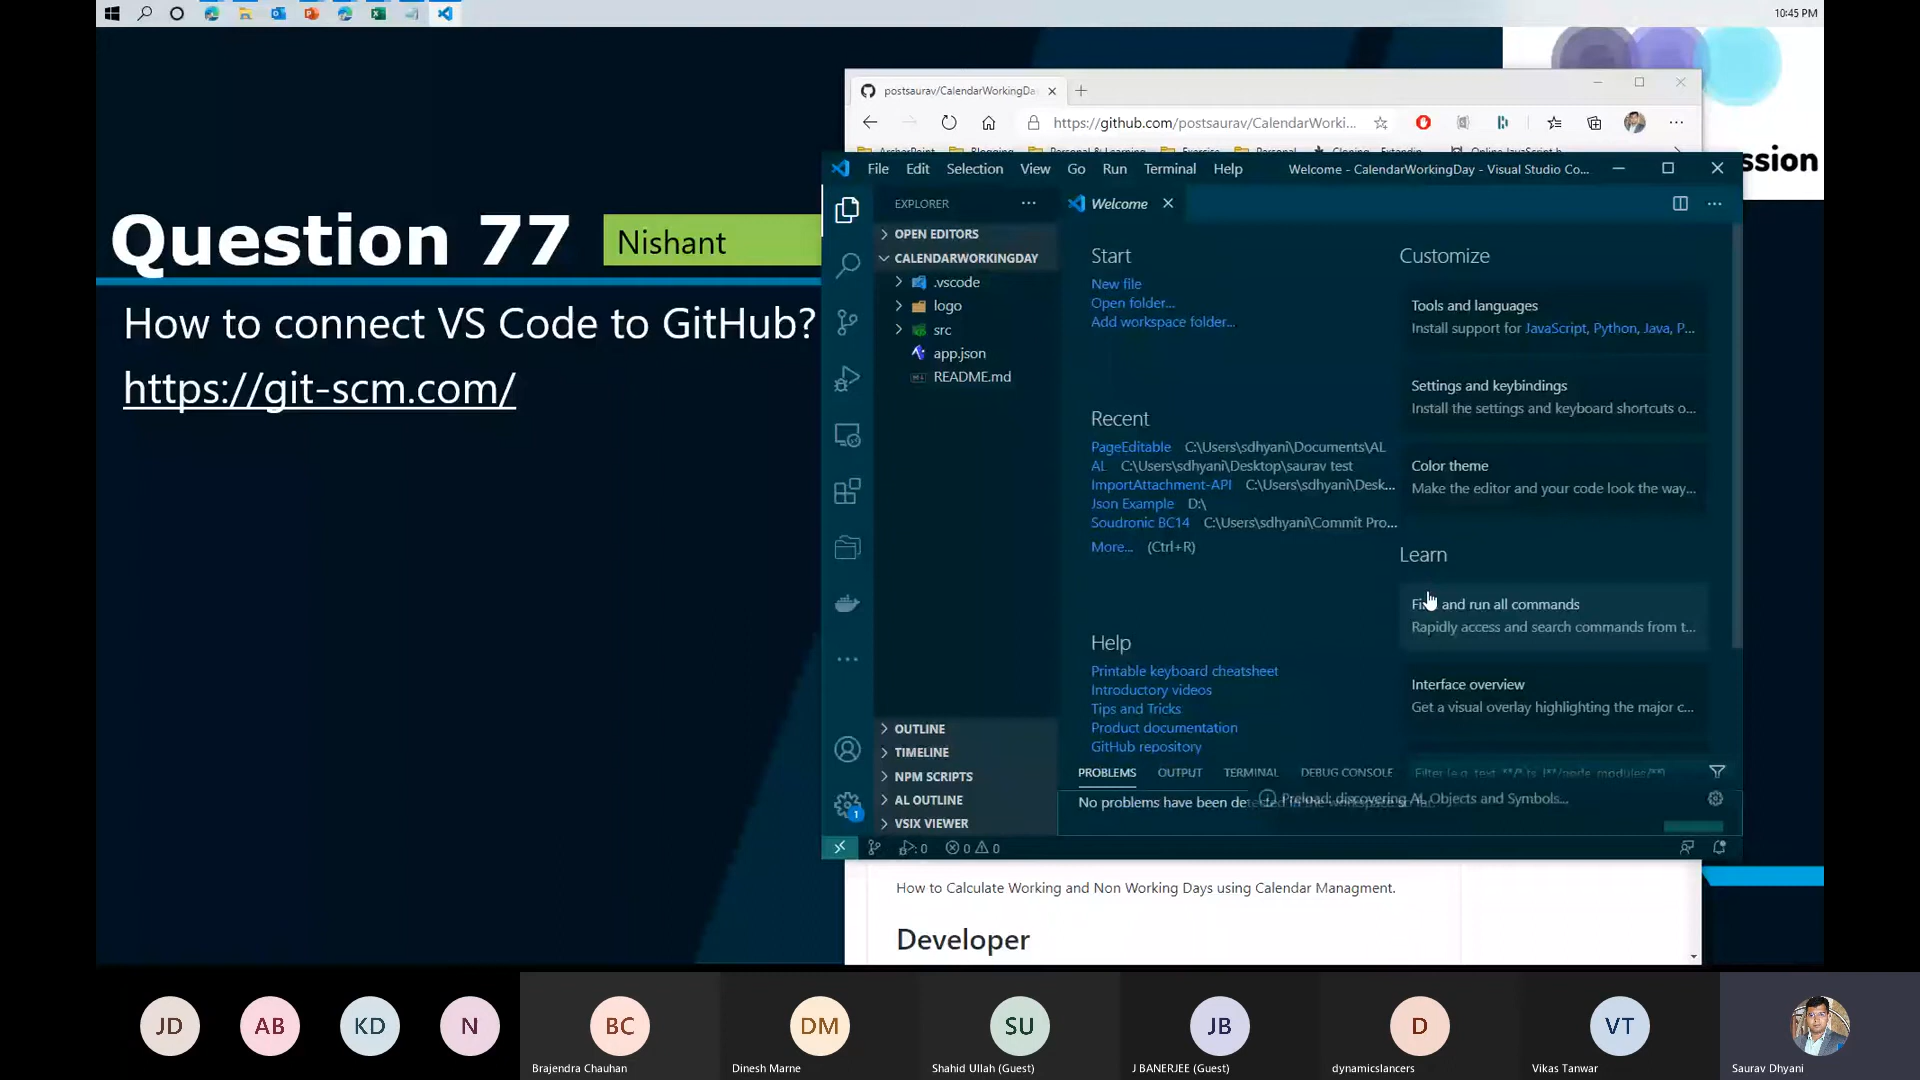 10:45 PM
ssion
Question 77
Nishant
How to connect VS Code to GitHub?
https://git-scm.com/
postsaurav/CalendarWorkingDa
https://github.com/postsaurav/CalendarWorki...
File Edit Selection View Go Run Terminal Help
Welcome - CalendarWorkingDay - Visual Studio Co...
EXPLORER
OPEN EDITORS
CALENDARWORKINGDAY
.vscode
logo
src
app.json
README.md
OUTLINE
TIMELINE
NPM SCRIPTS
AL OUTLINE
VSIX VIEWER
1
Welcome
Start
New file
Open folder...
Add workspace folder...
Recent
PageEditable C:\Users\sdhyani\Documents\AL
AL C:\Users\sdhyani\Desktop\saurav test
ImportAttachment-API C:\Users\sdhyani\Desk...
Json Example D:\
Soudronic BC14 C:\Users\sdhyani\Commit Pro...
More... (Ctrl+R)
Help
Printable keyboard cheatsheet
Introductory videos
Tips and Tricks
Product documentation
GitHub repository
Customize
Tools and languages
Install support for JavaScript, Python, Java, P...
Settings and keybindings
Install the settings and keyboard shortcuts o...
Color theme
Make the editor and your code look the way...
Learn
Find and run all commands
Rapidly access and search commands from t...
Interface overview
Get a visual overlay highlighting the major c...
PROBLEMS OUTPUT TERMINAL DEBUG CONSOLE
No problems have been de
Preload: discovering AL Objects and Symbols...
: 0 0 0
How to Calculate Working and Non Working Days using Calendar Managment.
Developer
JD AB KD N BC DM SU JB D VT
Brajendra Chauhan
Dinesh Marne
Shahid Ullah (Guest)
J BANERJEE (Guest)
dynamicslancers
Vikas Tanwar
Saurav Dhyani